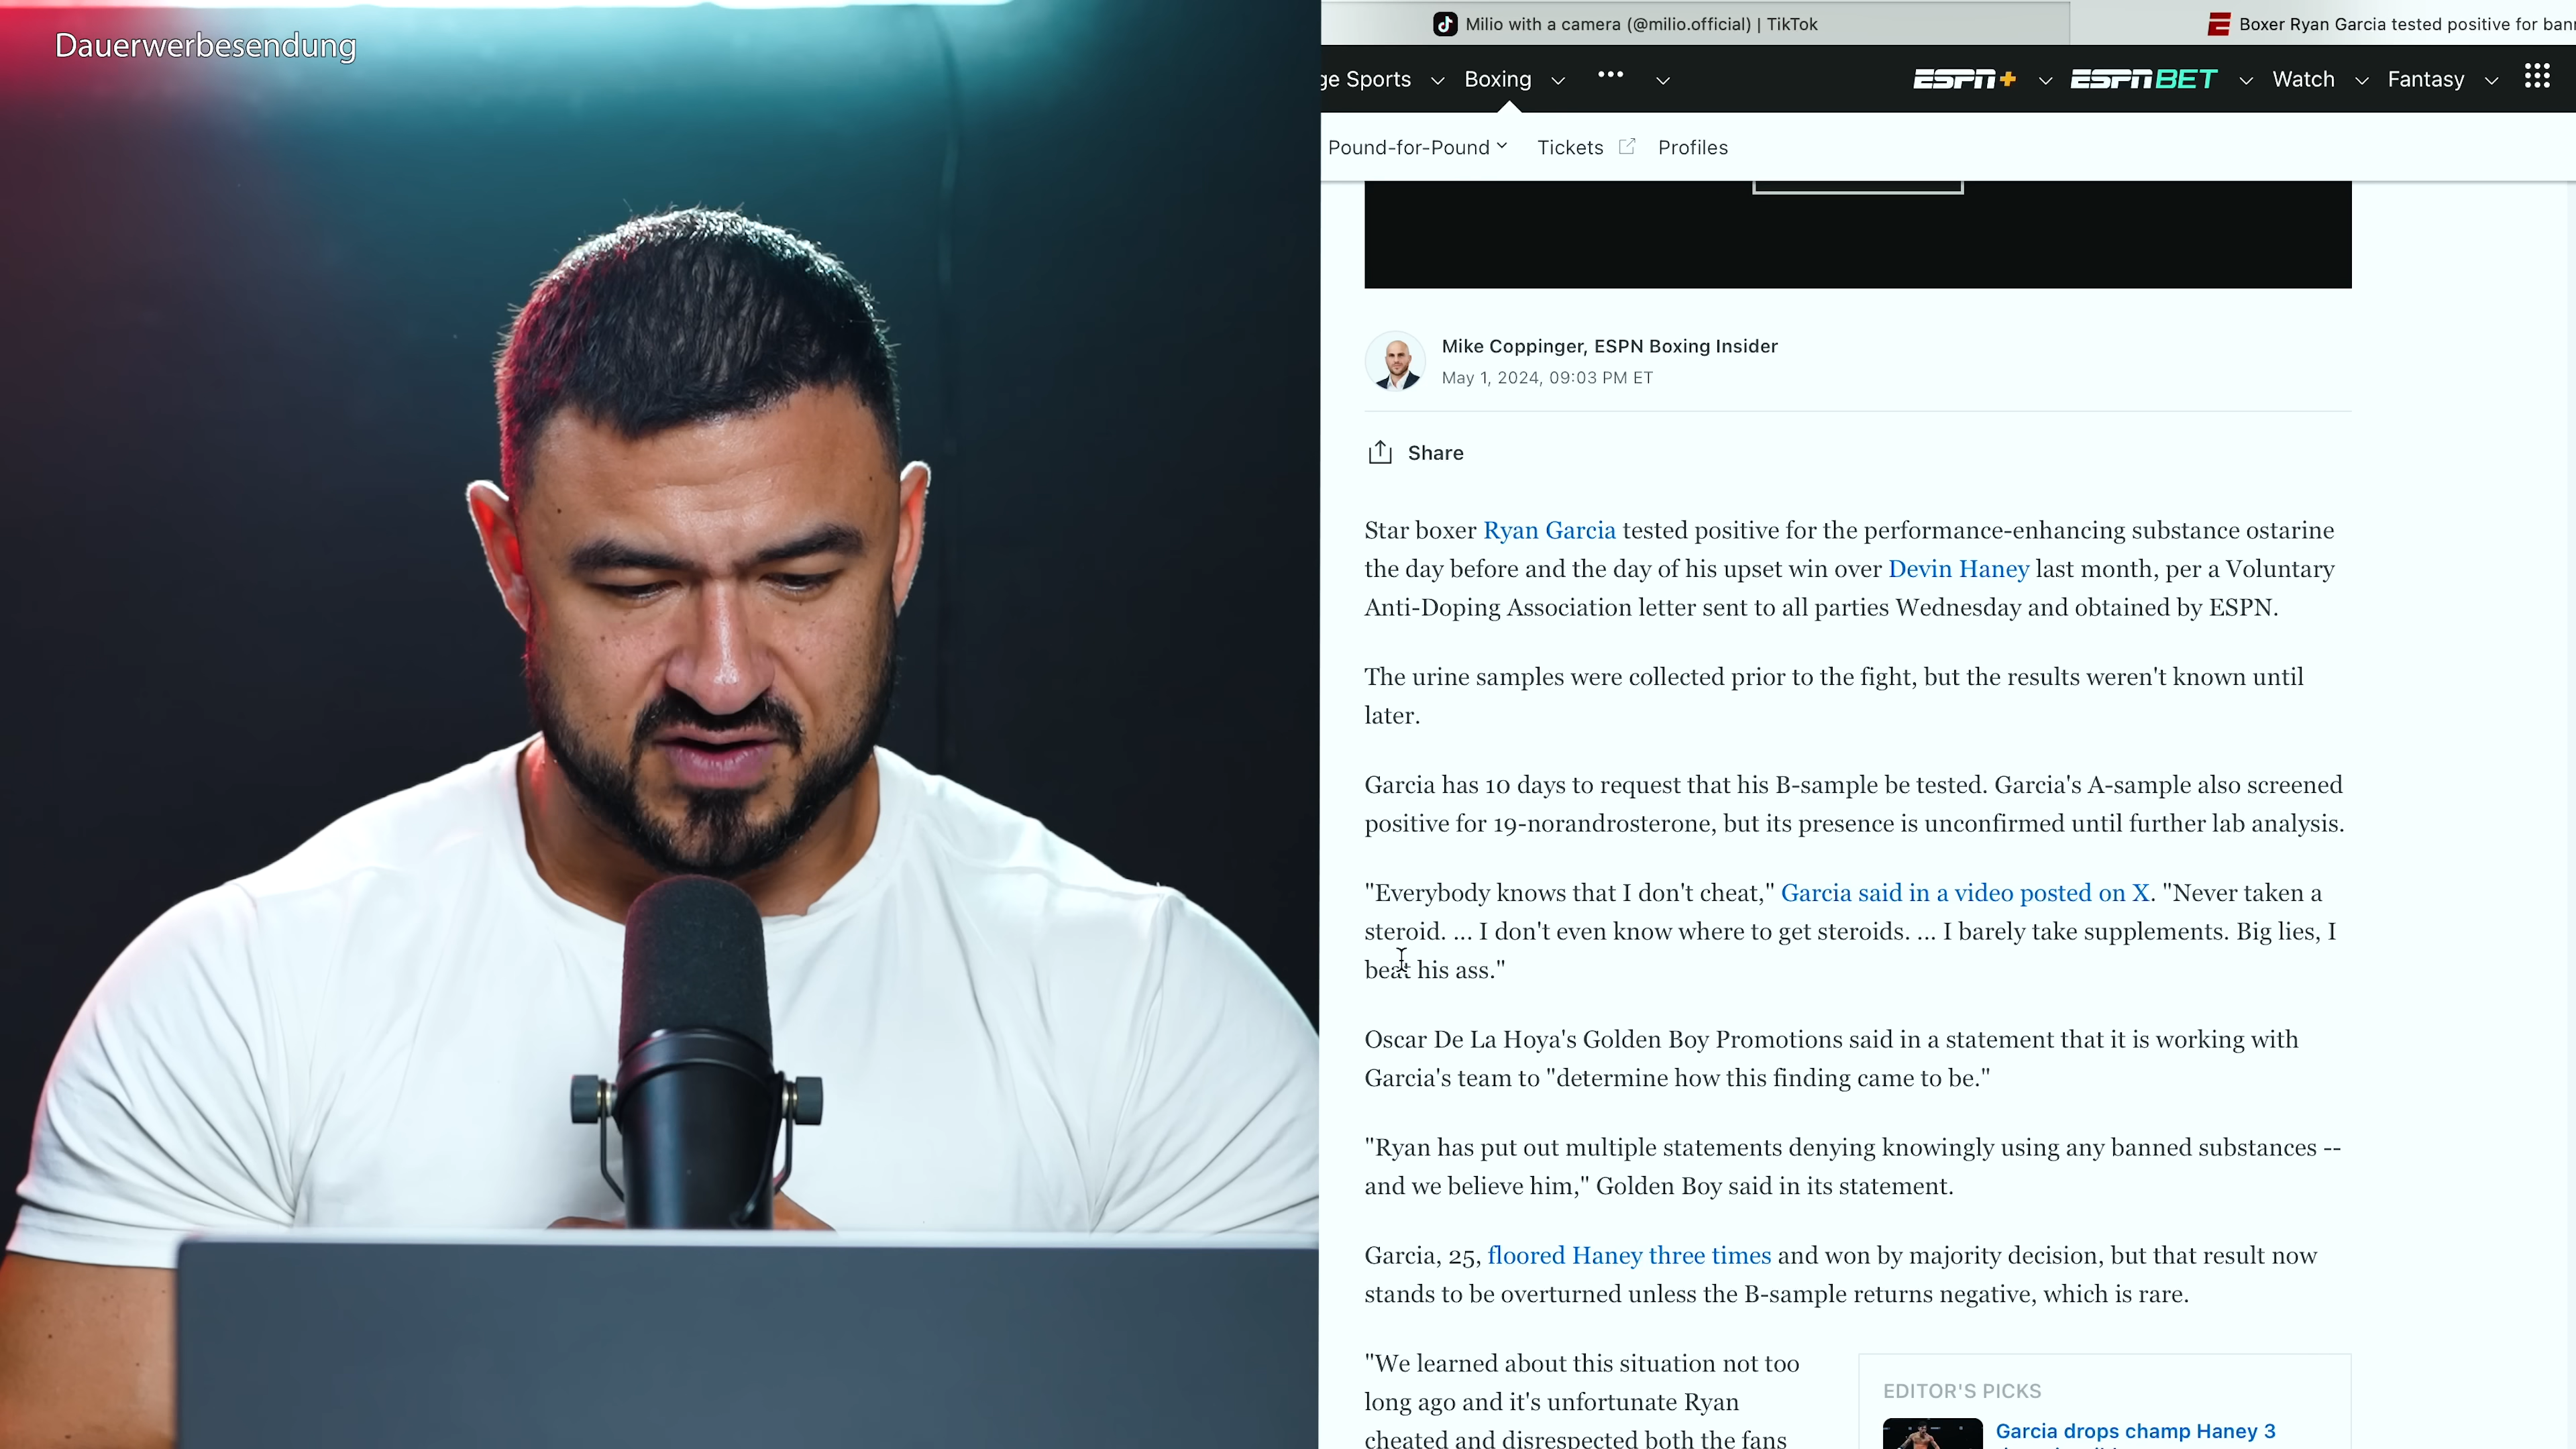 Dauerwerbesendung
Milio with a camera (@milio.official) | TikTok
Boxer Ryan Garcia tested positive for
ge Sports
Boxing
ESPN+
ESPN BET
Watch
Fantasy
Pound-for-Pound
Tickets
Profiles
Mike Coppinger, ESPN Boxing Insider
May 1, 2024, 09:03 PM ET
Share
Star boxer Ryan Garcia tested positive for the performance-enhancing substance ostarine
the day before and the day of his upset win over Devin Haney last month, per a Voluntary
Anti-Doping Association letter sent to all parties Wednesday and obtained by ESPN.
The urine samples were collected prior to the fight, but the results weren't known until
later.
Garcia has 10 days to request that his B-sample be tested. Garcia's A-sample also screened
positive for 19-norandrosterone, but its presence is unconfirmed until further lab analysis.
"Everybody knows that I don't cheat," Garcia said in a video posted on X. "Never taken a
steroid. ... I don't even know where to get steroids. ... I barely take supplements. Big lies, I
beat his ass."
Oscar De La Hoya's Golden Boy Promotions said in a statement that it is working with
Garcia's team to "determine how this finding came to be."
"Ryan has put out multiple statements denying knowingly using any banned substances --
and we believe him," Golden Boy said in its statement.
Garcia, 25, floored Haney three times and won by majority decision, but that result now
stands to be overturned unless the B-sample returns negative, which is rare.
"We learned about this situation not too
long ago and it's unfortunate Ryan
cheated and disrespected both the fans
EDITOR'S PICKS
Garcia drops champ Haney 3